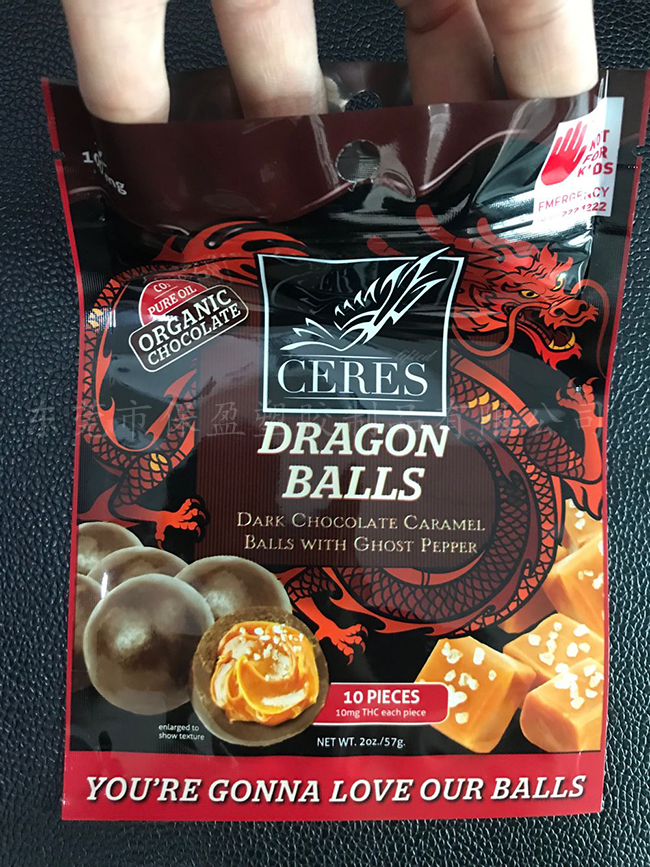 NOT
FOR
KIDS
EMERGENCY
PURE OIL
ORGANIC
CHOCOLATE
CERES
DRAGON
BALLS
DARK CHOCOLATE CARAMEL
BALLS WITH GHOST PEPPER
10 PIECES
10mg THC each piece
enlarged to
show texture
NET WT. 2oz./57g.
YOU'RE GONNA LOVE OUR BALLS